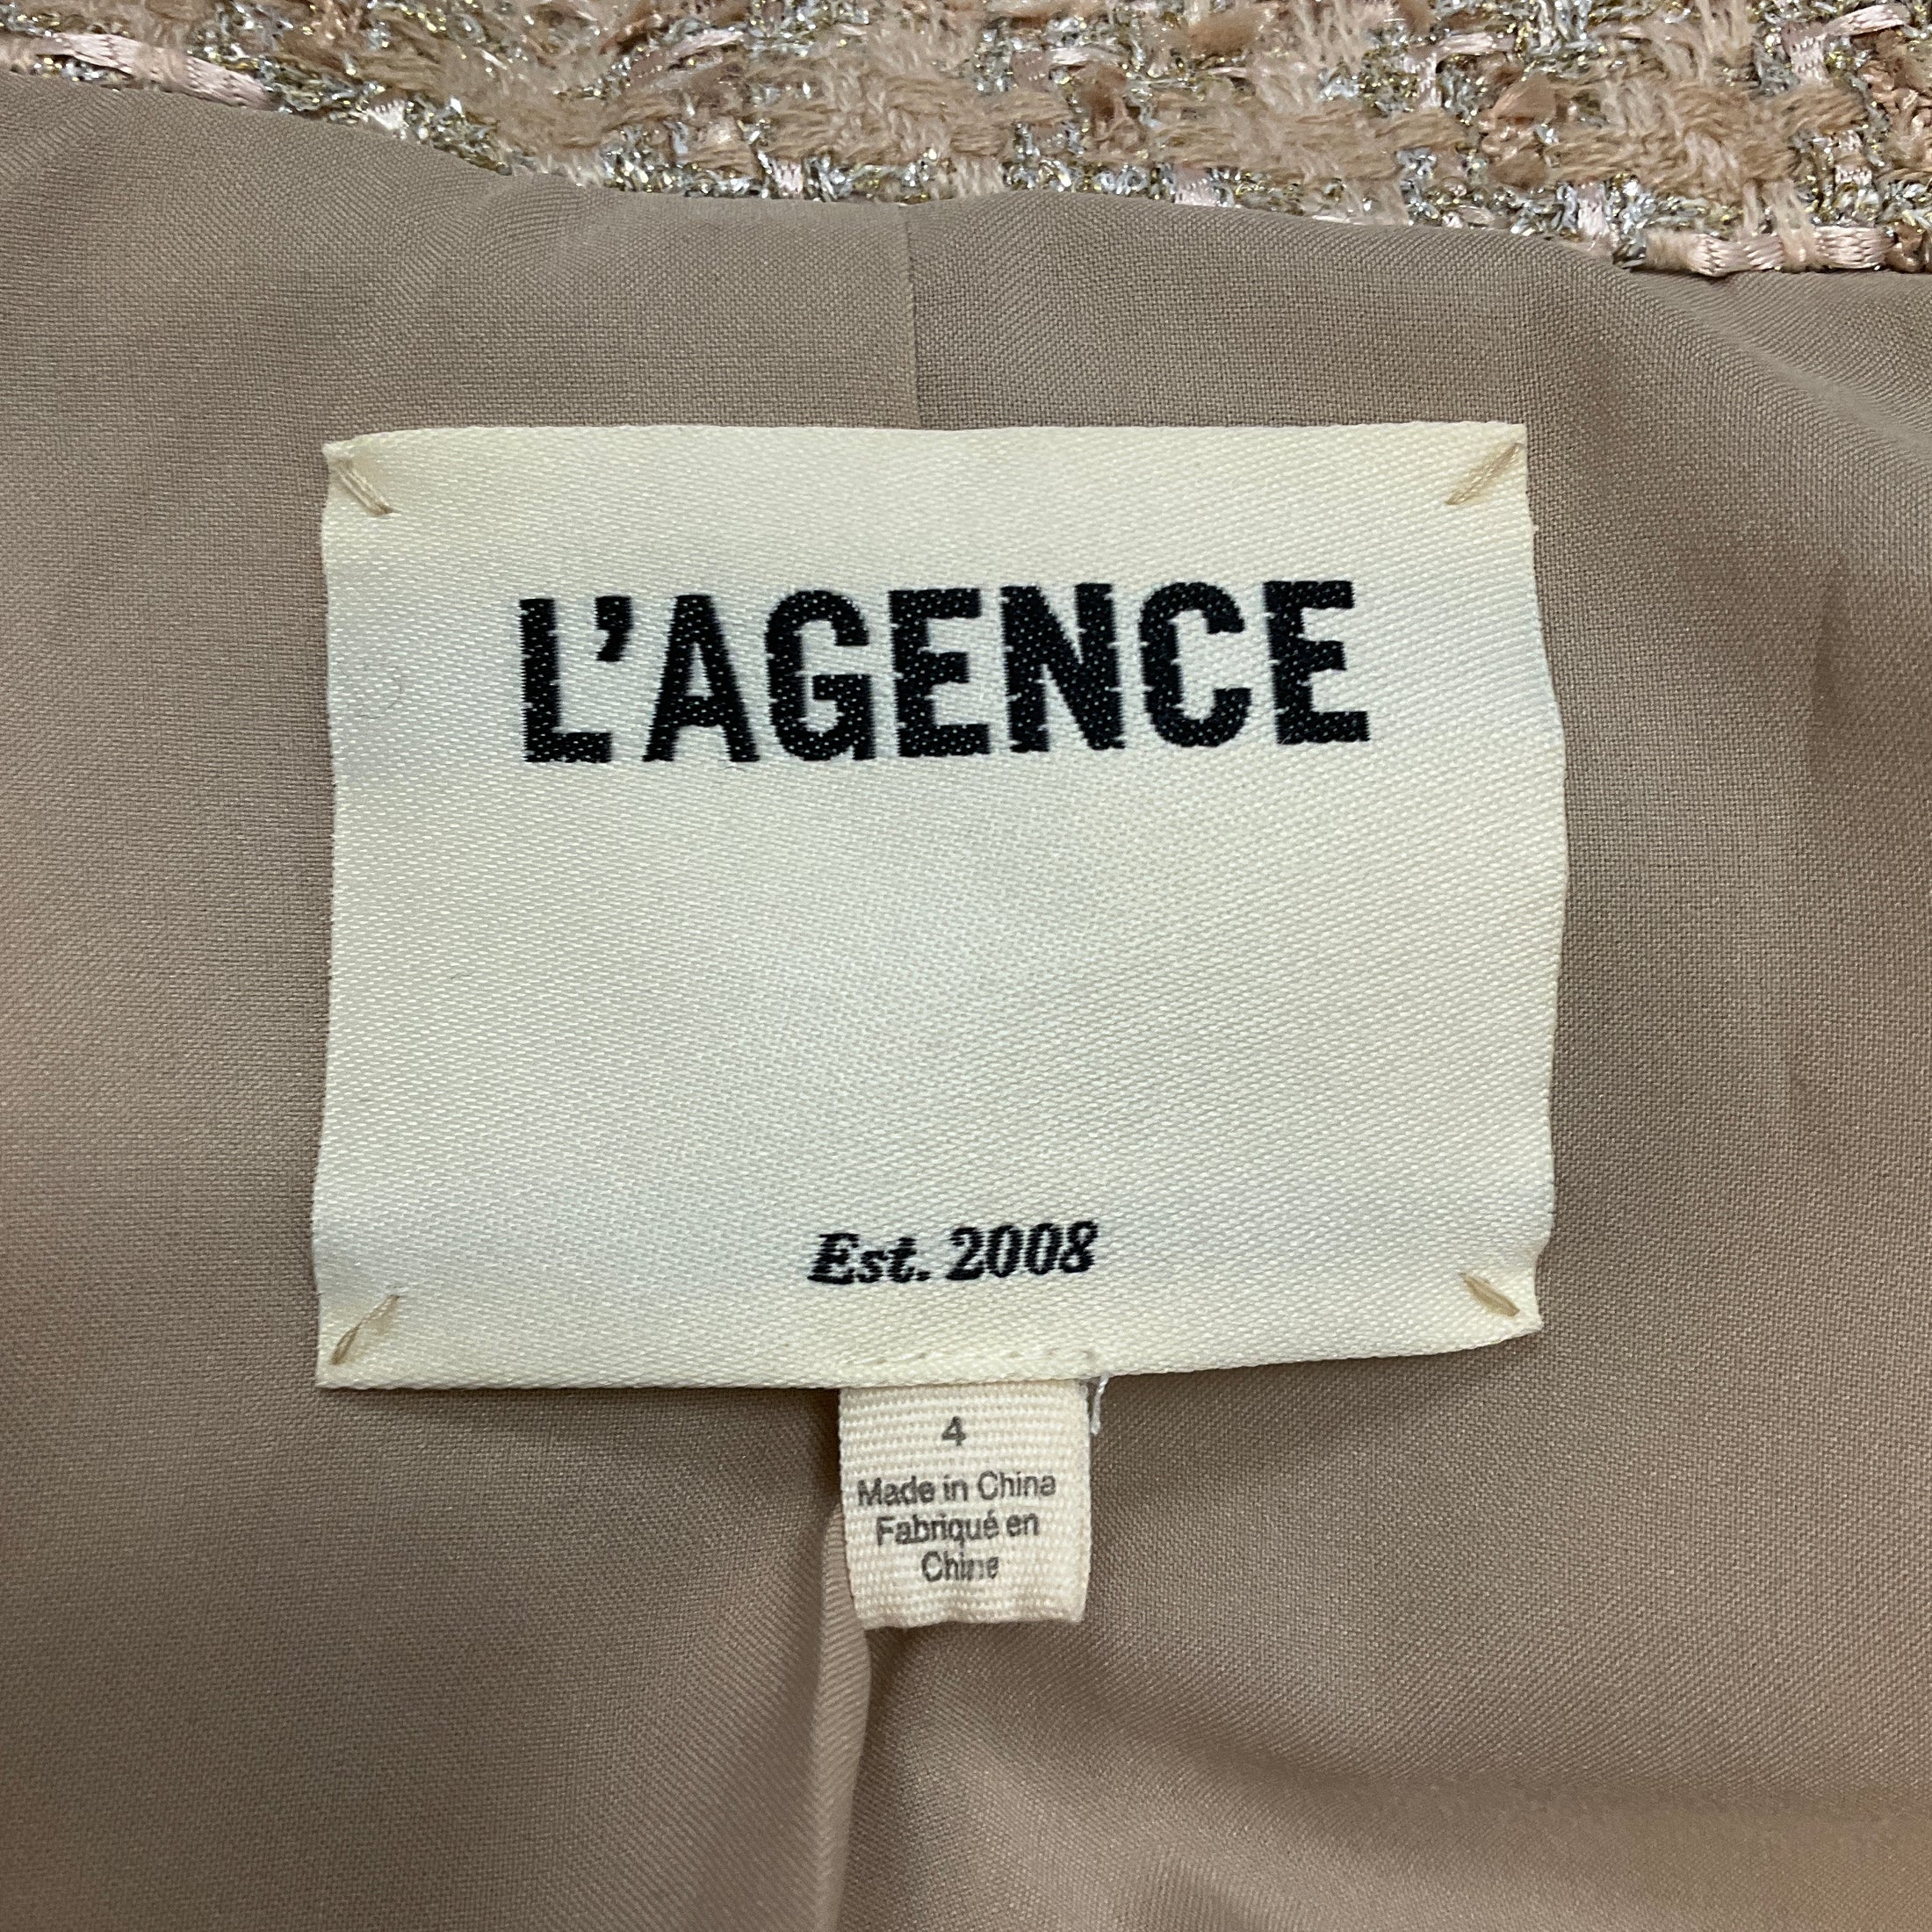 L'AGENCE
Est. 2008
4
Made in China
Fabriqué en
Chine